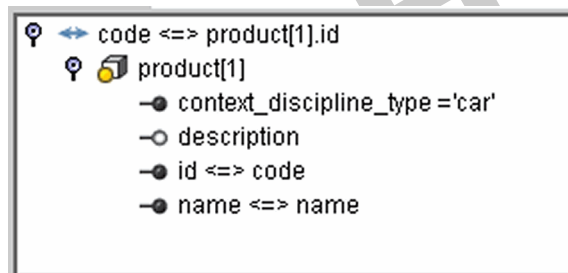 code <=> product[1].id
product[1]
context_discipline_type ='car'
description
id <=> code
name <=> name